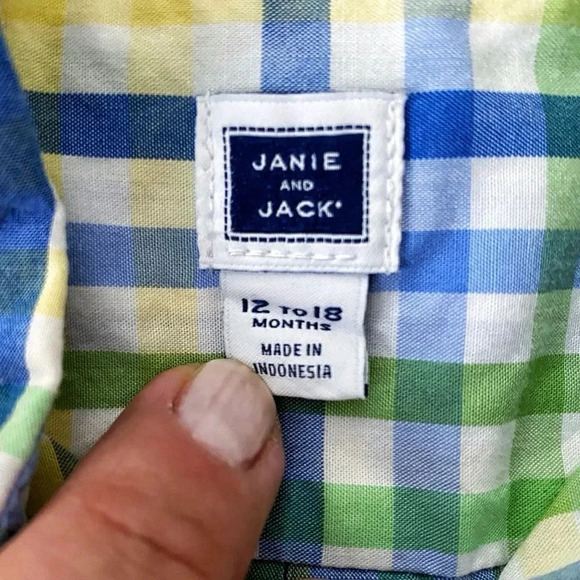 JANIE
AND
JACK
12 TO 18
MONTHS
MADE IN
INDONESIA